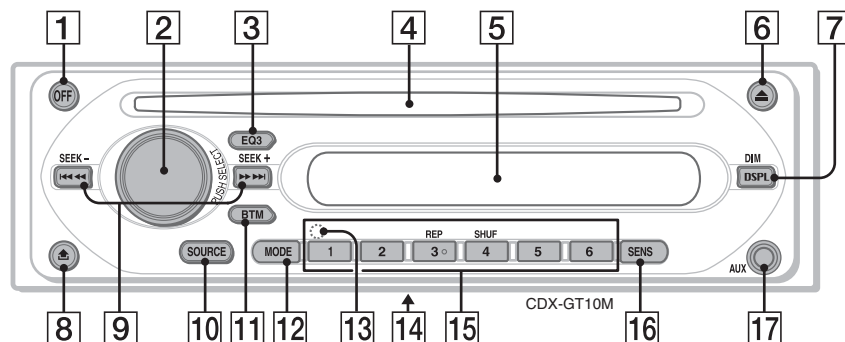 1 2 3 4 5 6 7
OFF
EQ3
SEEK – SEEK + DIM
PUSH SELECT
DSPL
BTM
REP SHUF
SOURCE MODE 1 2 3 4 5 6 SENS
AUX
CDX-GT10M
8 9 10 11 12 13 14 15 16 17